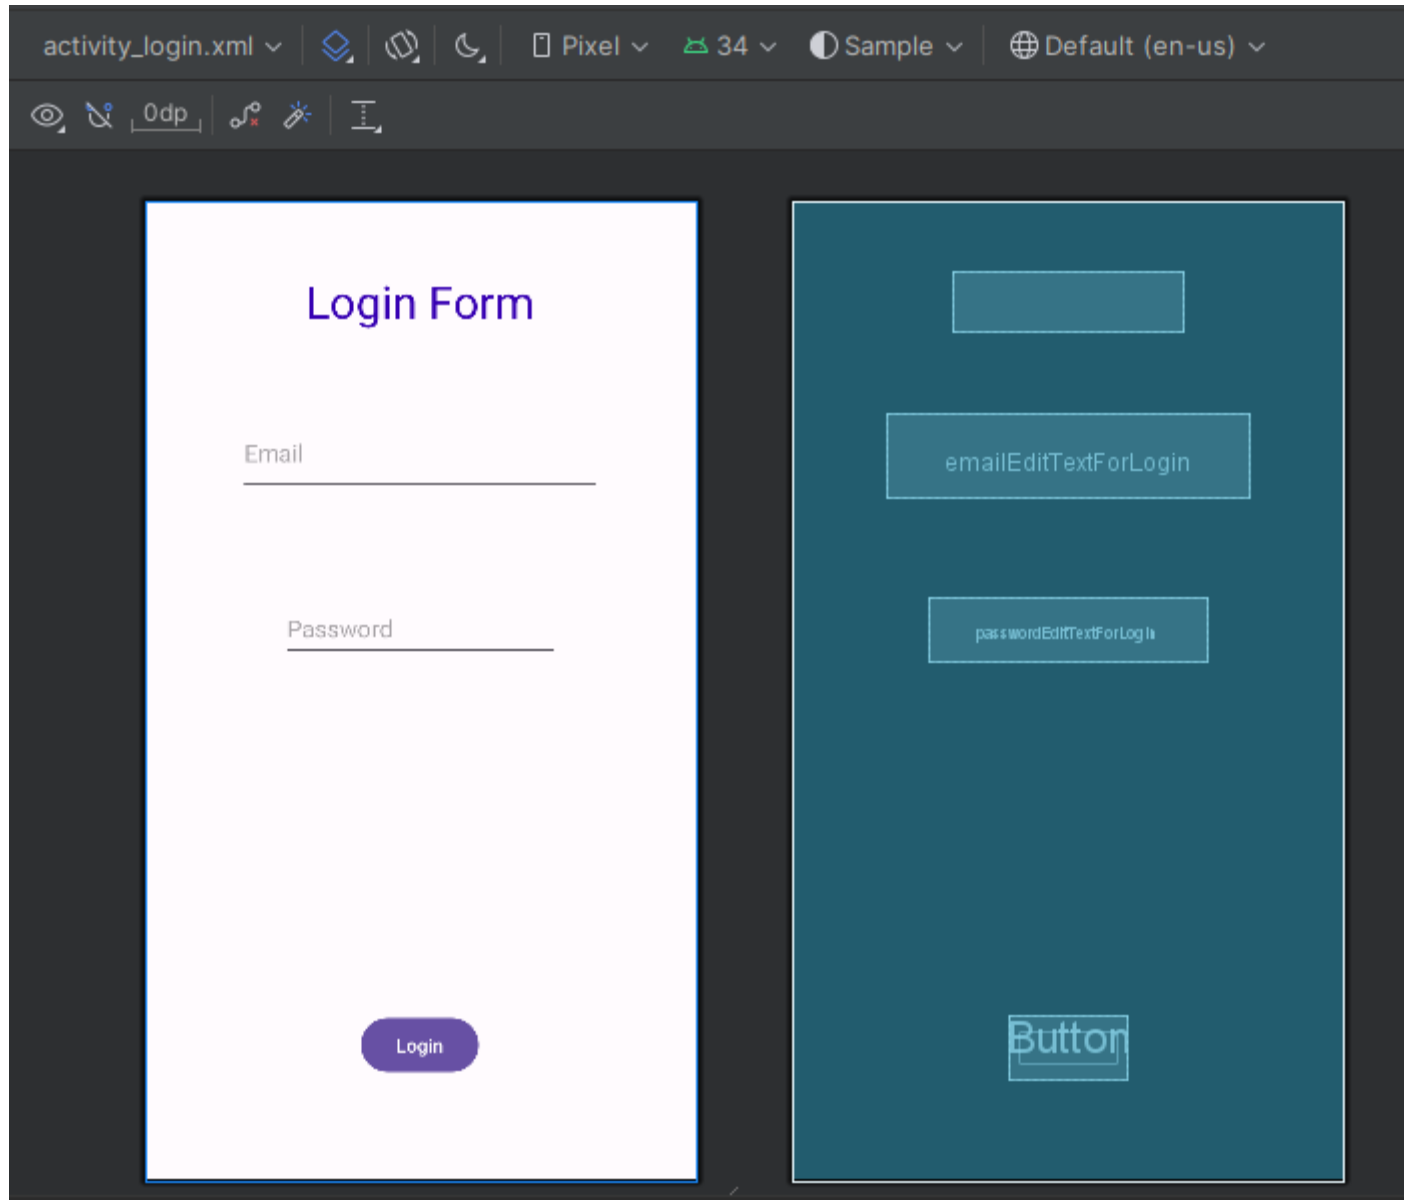 activity_login.xml Pixel 34 Sample Default (en-us)
0dp
Login Form
Email
Password
Login
emailEditTextForLogin
passwordEditTextForLogin
Button